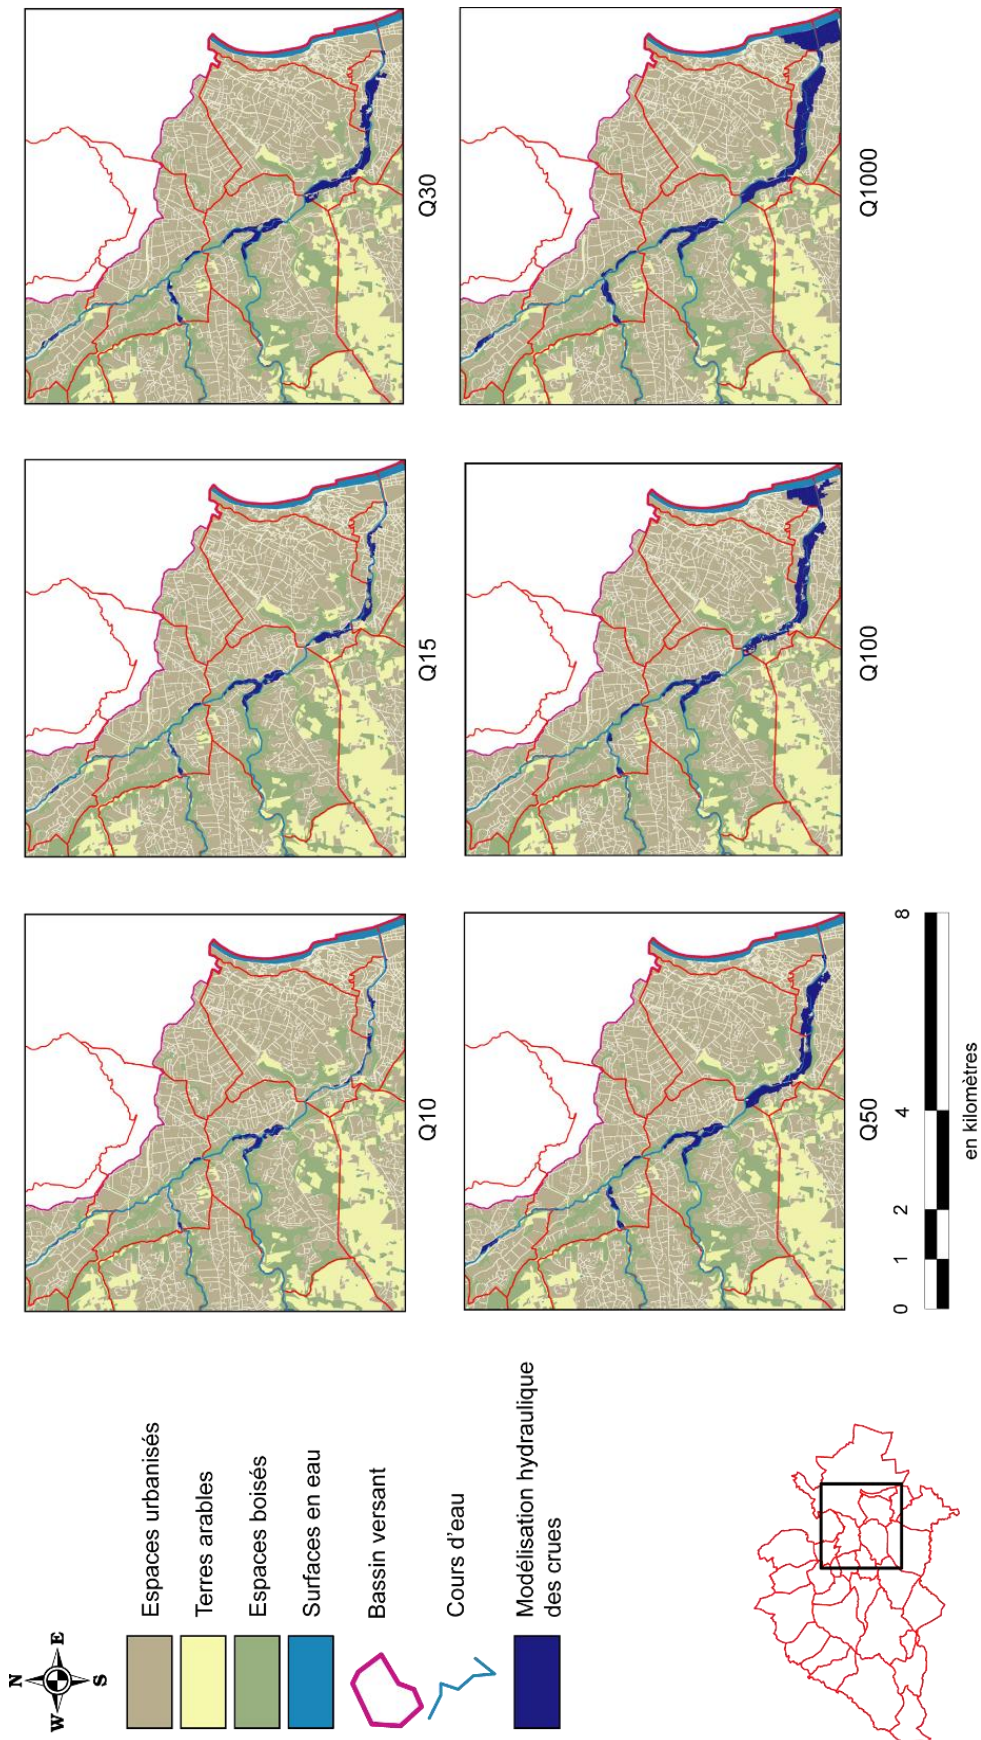 N
W
E
S
Espaces urbanisés
Terres arables
Espaces boisés
Surfaces en eau
Bassin versant
Cours d'eau
Modélisation hydraulique
des crues
Q10
Q15
Q30
Q50
Q100
Q1000
0 1 2 4 8
en kilomètres